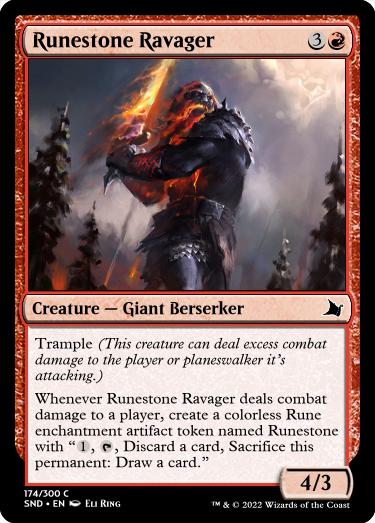 Runestone Ravager 3
Creature — Giant Berserker
Trample (This creature can deal excess combat
damage to the player or planeswalker it's
attacking.)
Whenever Runestone Ravager deals combat
damage to a player, create a colorless Rune
enchantment artifact token named Runestone
with “1, , Discard a card, Sacrifice this
permanent: Draw a card.”
4/3
174/300 C
SND • EN Eli Ring ™ & © 2022 Wizards of the Coast